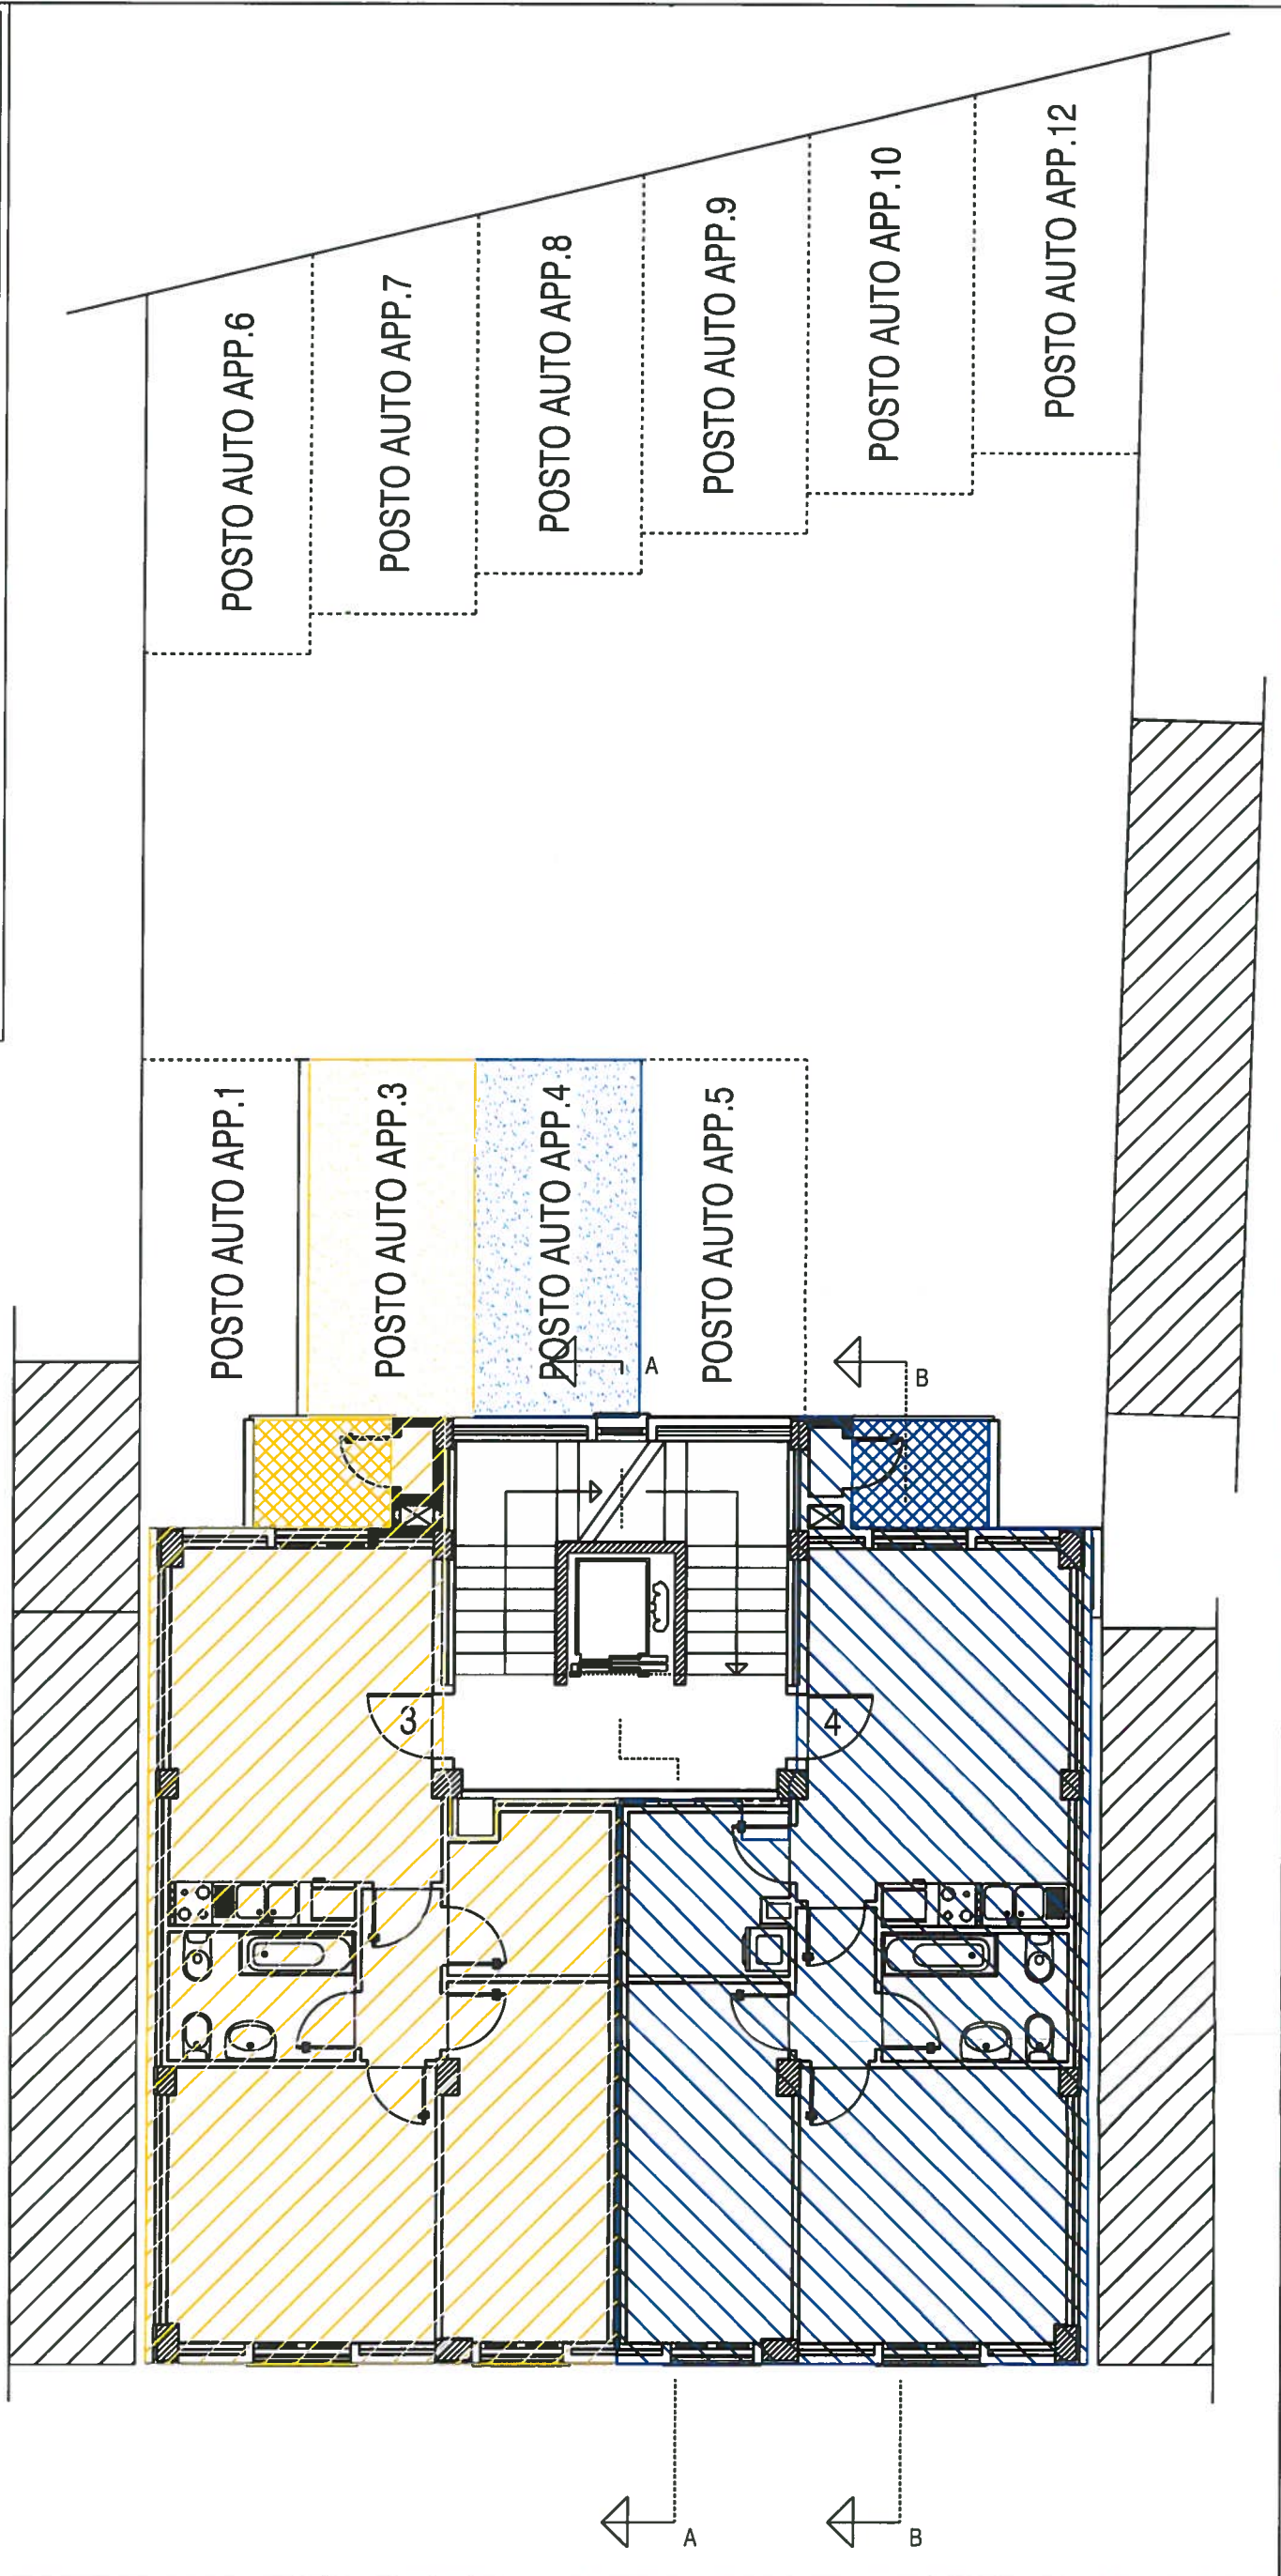 POSTO AUTO APP.6
POSTO AUTO APP.7
POSTO AUTO APP.8
POSTO AUTO APP.9
POSTO AUTO APP.10
POSTO AUTO APP.12
POSTO AUTO APP.1
POSTO AUTO APP.3
POSTO AUTO APP.4
POSTO AUTO APP.5
A
B
3
4
A
B